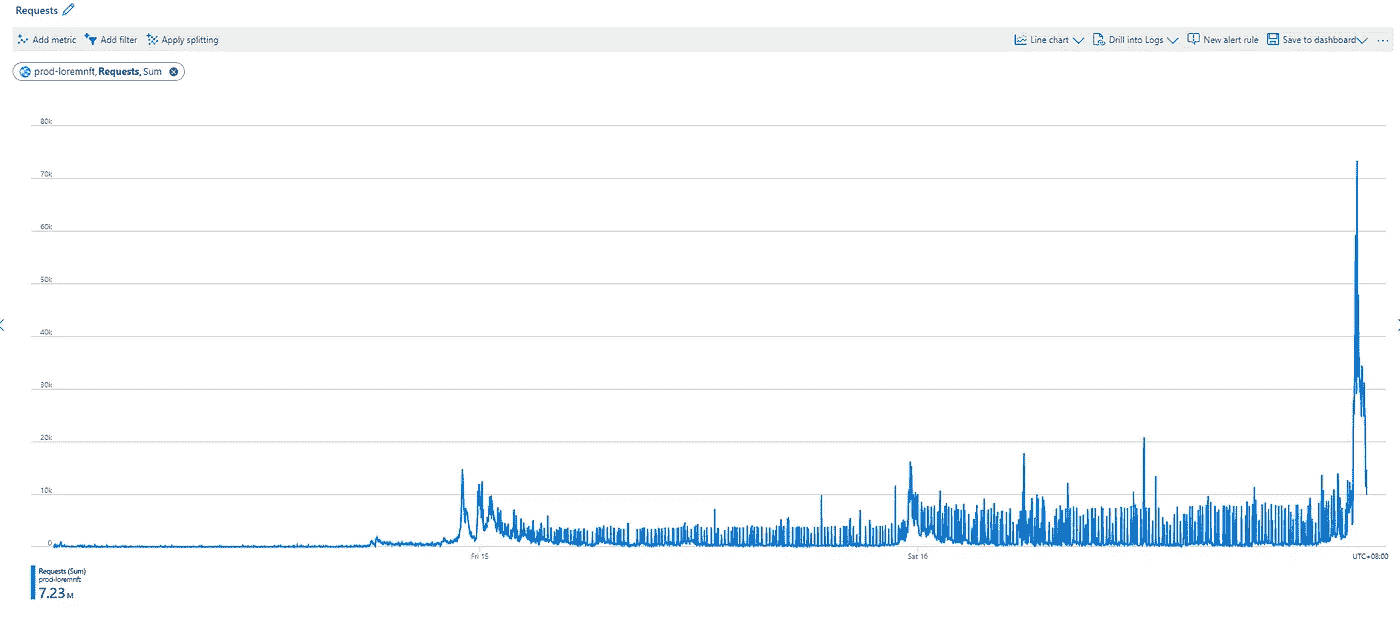 Requests
Add metric Add filter Apply splitting Line chart Drill into Logs New alert rule Save to dashboard ...
prod-loremnft, Requests, Sum
80k
70k
60k
50k
40k
30k
20k
10k
0
Fri 15 Sat 16 UTC+08:00
Requests (Sum)
prod-loremnft
7.23 M